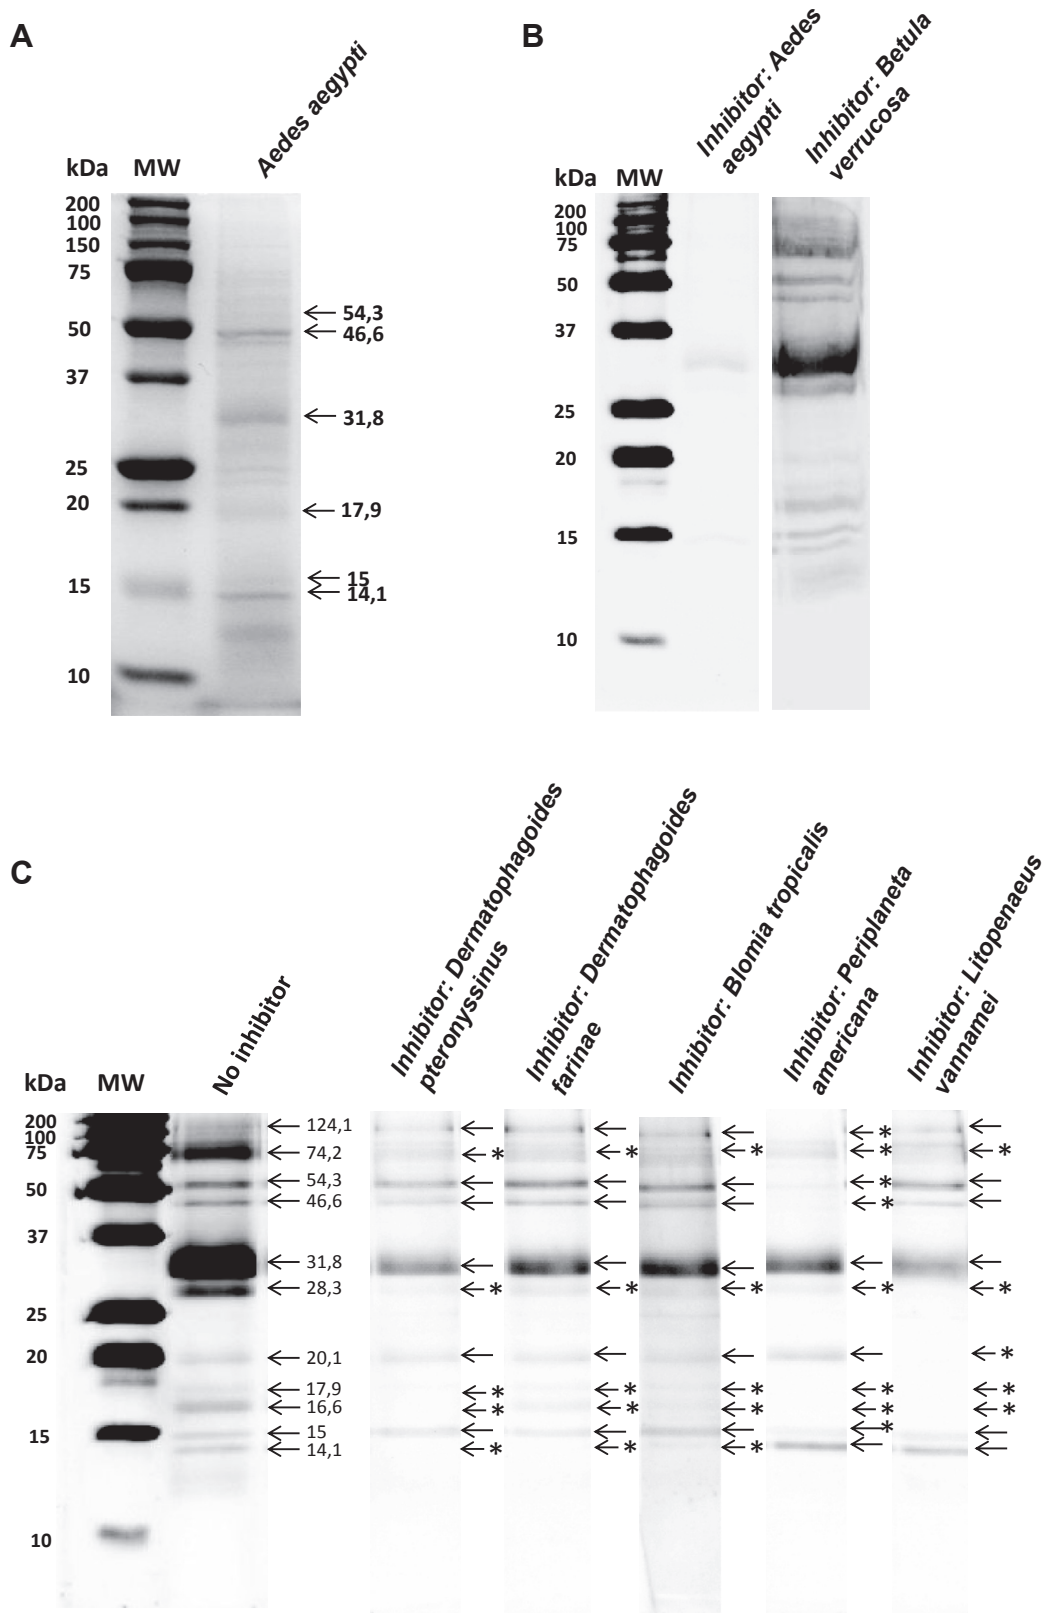 A
Aedes aegypti
kDa MW
200
100
150
75
50
37
25
20
15
10
54,3
46,6
31,8
17,9
15
14,1
B
Inhibitor: Aedes
aegypti
Inhibitor: Betula
verrucosa
kDa MW
200
100
75
50
37
25
20
15
10
C
No inhibitor
Inhibitor: Dermatophagoides
pteronyssinus
Inhibitor: Dermatophagoides
farinae
Inhibitor: Blomia tropicalis
Inhibitor: Periplaneta
americana
Inhibitor: Litopenaeus
vannamei
kDa MW
200
100
75
50
37
25
20
15
10
124,1
74,2
54,3
46,6
31,8
28,3
20,1
17,9
16,6
15
14,1